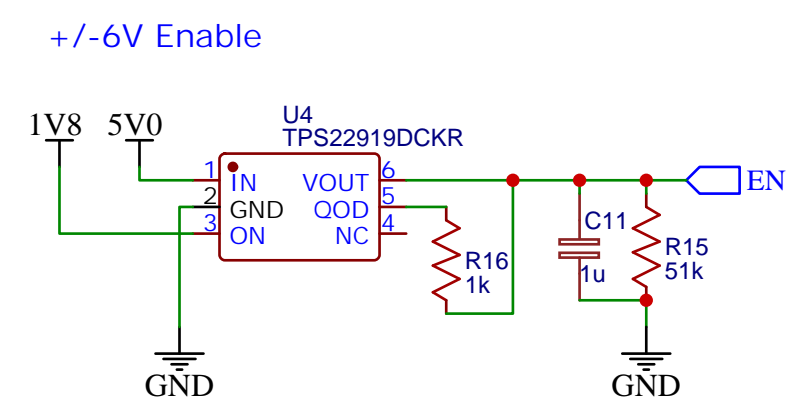 +/-6V Enable
U4
TPS22919DCKR
1V8 5V0
1 IN VOUT 6
2 GND QOD 5
3 ON NC 4
EN
C11
1u
R15
51k
R16
1k
GND
GND